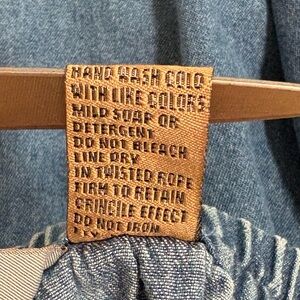 HAND WASH COLD
WITH LIKE COLORS
MILD SOAP OR
DETERGENT
DO NOT BLEACH
LINE DRY
IN TWISTED ROPE
FIRM TO RETAIN
CRINCILE EFFECT
DO NOT IRON